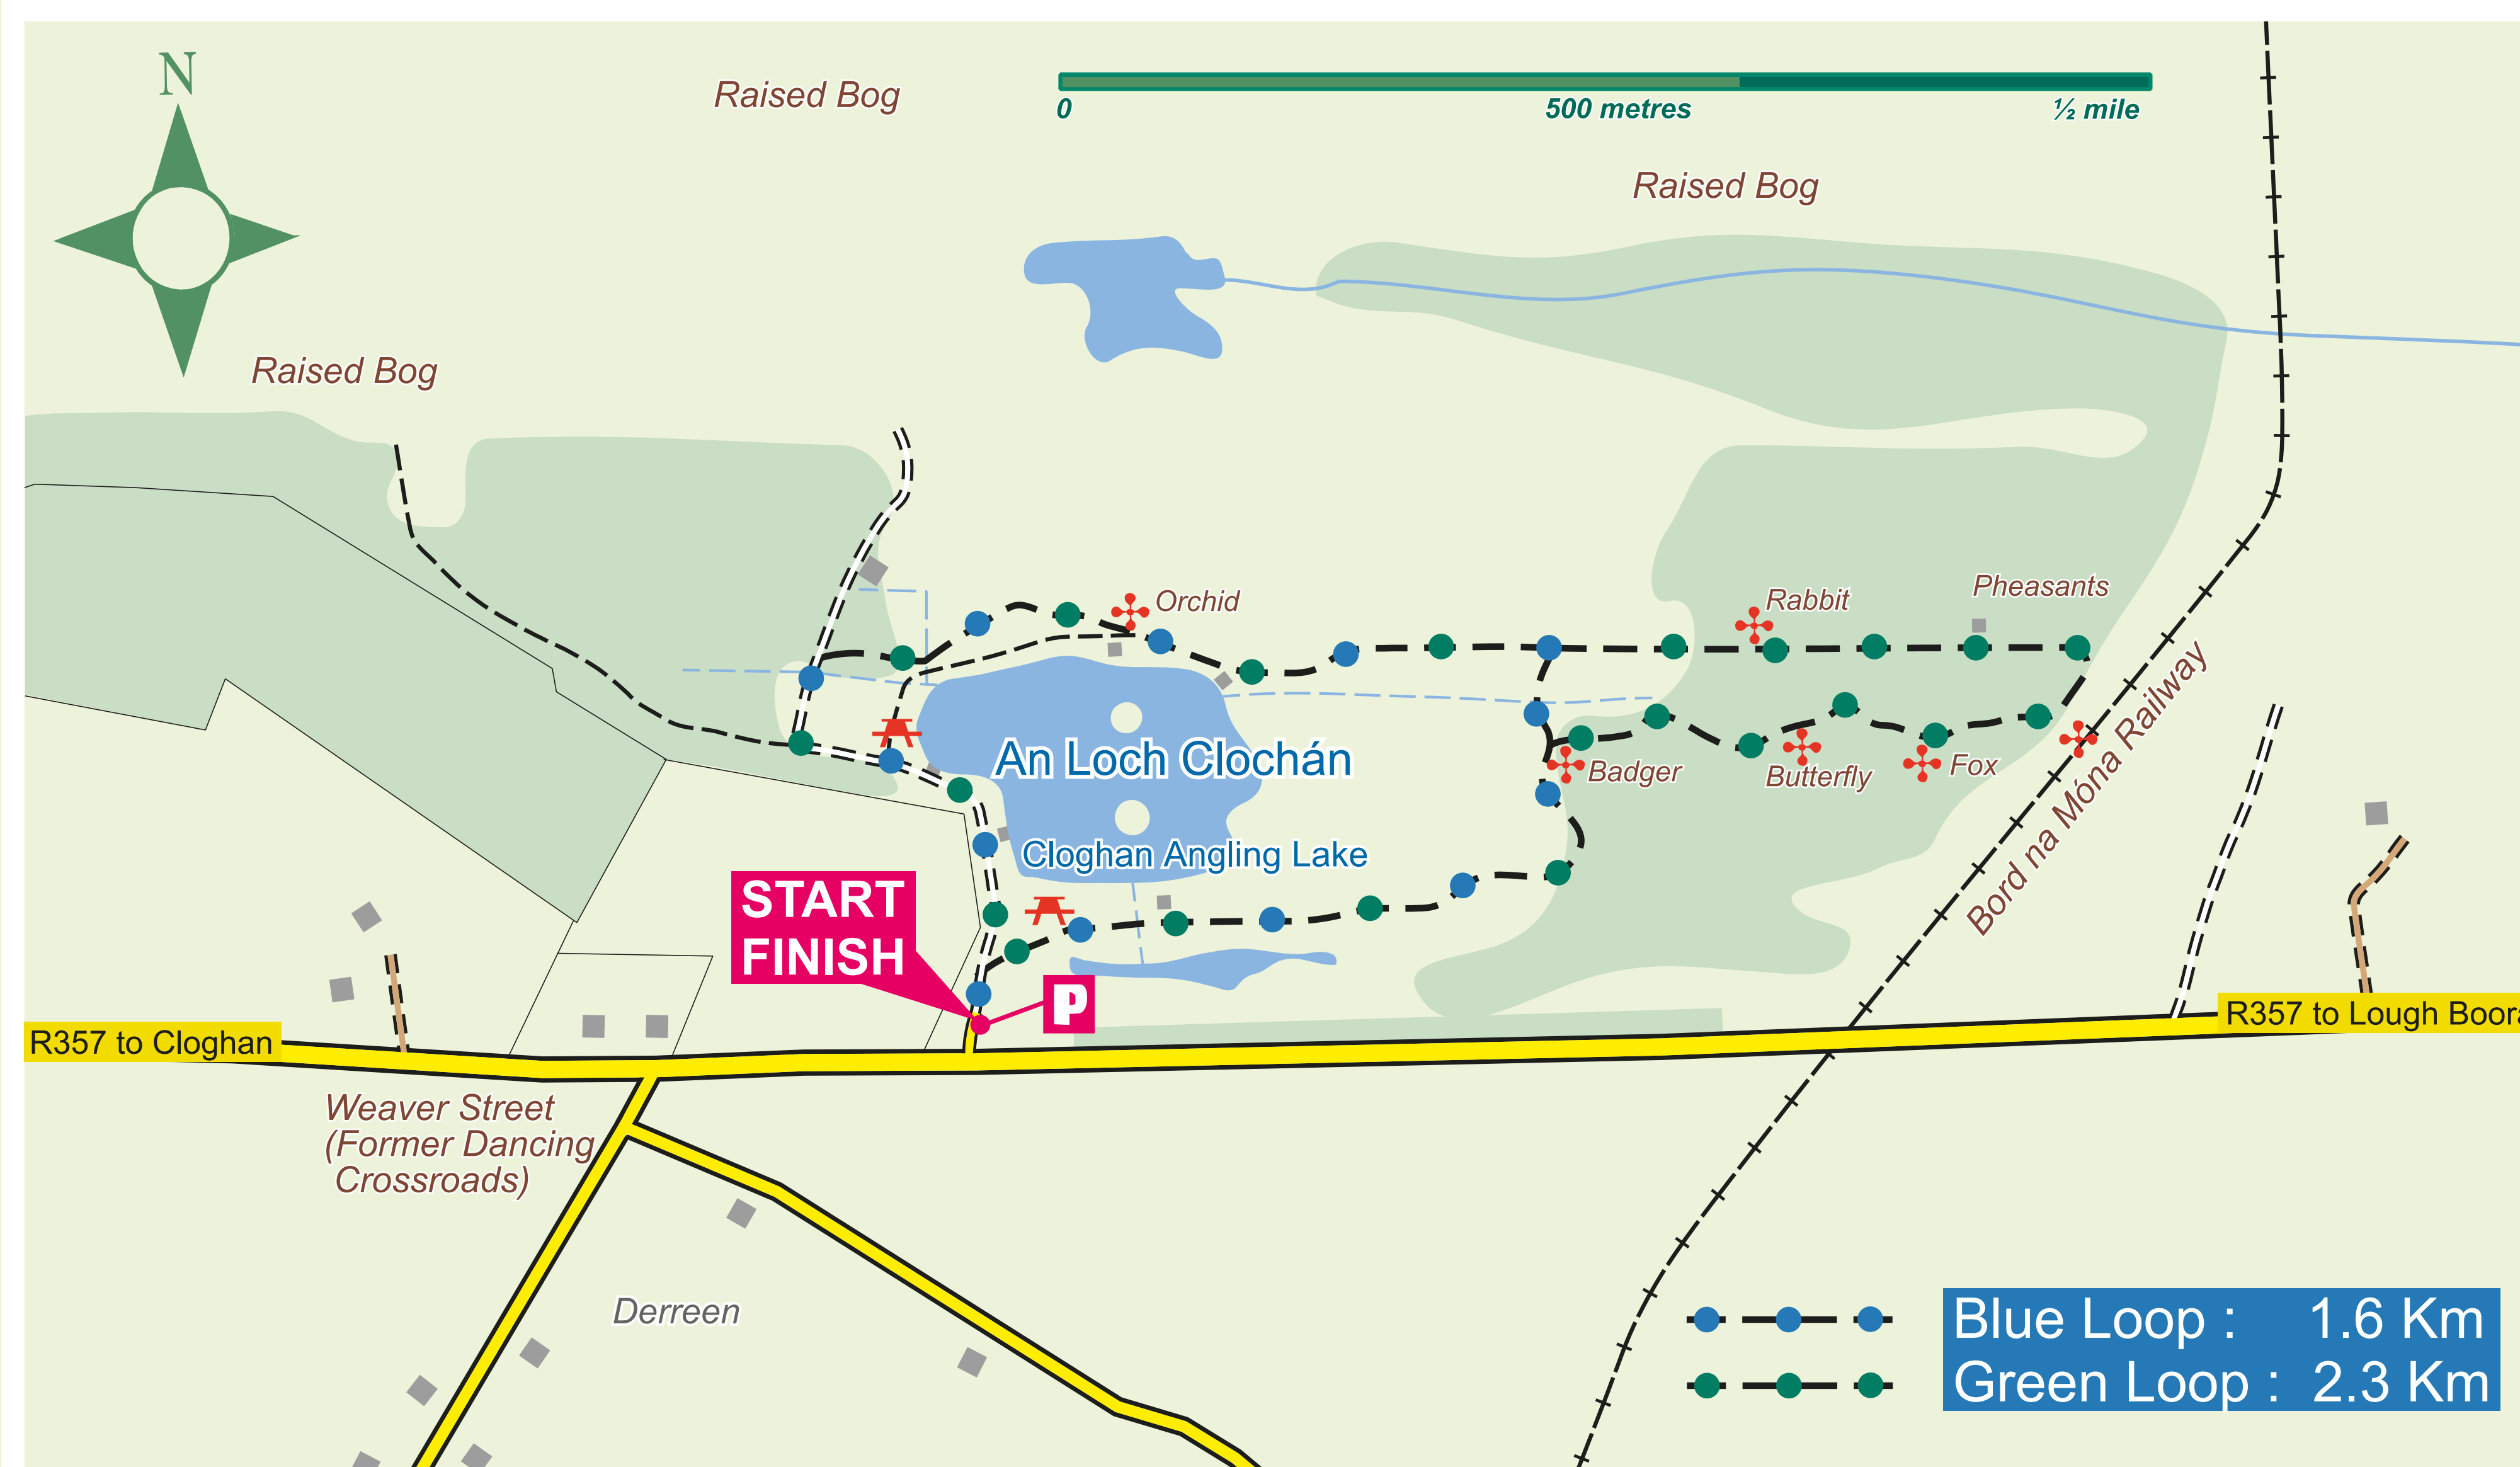 N
Raised Bog
0
500 metres
½ mile
Raised Bog
Raised Bog
Orchid
Rabbit
Pheasants
An Loch Clochán
Badger
Butterfly
Fox
Bord na Móna Railway
Cloghan Angling Lake
START
FINISH
P
R357 to Cloghan
R357 to Lough Boora
Weaver Street
(Former Dancing
Crossroads)
Derreen
Blue Loop : 1.6 Km
Green Loop : 2.3 Km